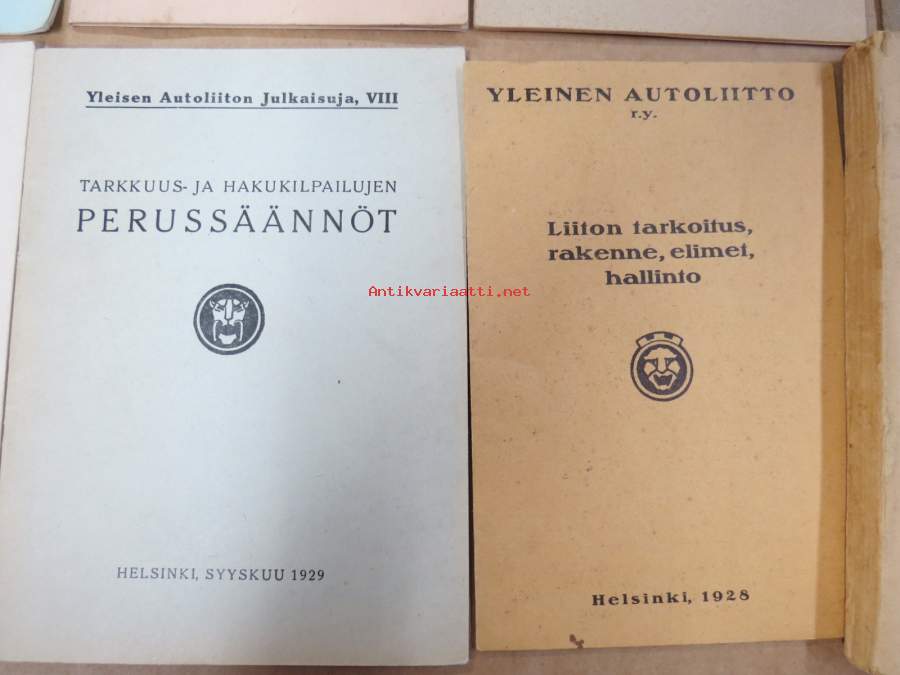 Yleisen Autoliiton Julkaisuja, VIII
TARKKUUS- JA HAKUKILPAILUJEN
PERUSSÄÄNNÖT
HELSINKI, SYYSKUU 1929
YLEINEN AUTOLIITTO
r.y.
Liiton tarkoitus,
rakenne, elimet,
hallinto
Helsinki, 1928
Antikvariaatti.net